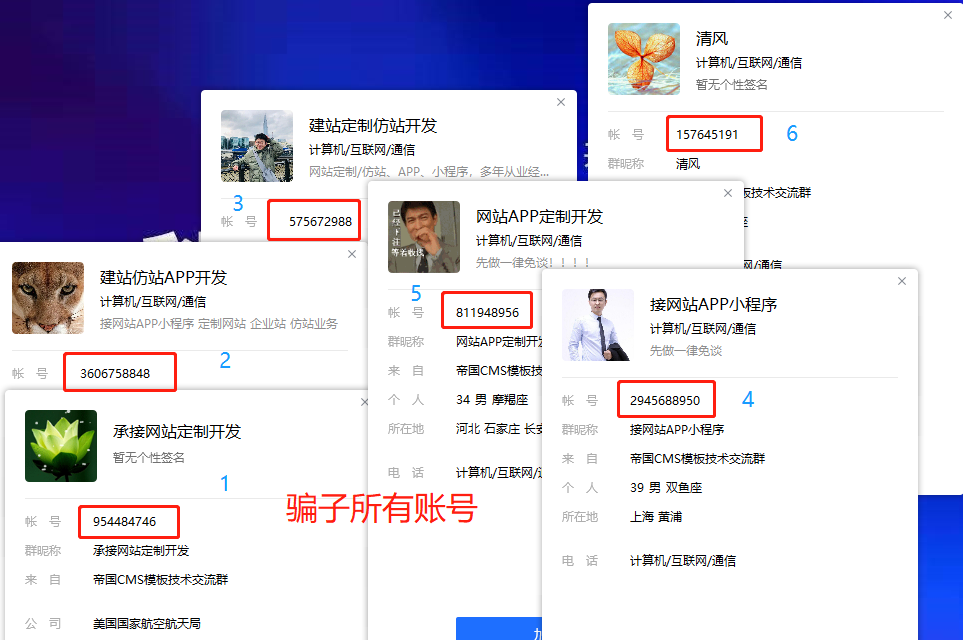 清风
计算机/互联网/通信
暂无个性签名
帐 号 157645191
6
群昵称 清风
技术交流群
建站定制仿站开发
计算机/互联网/通信
网站定制/仿站、APP、小程序，多年从业经...
3
帐 号 575672988
网站APP定制开发
计算机/互联网/通信
先做一律免谈！！！！
5
帐 号 811948956
群昵称 网站APP定制开
来 自 帝国CMS模板技
个 人 34 男 摩羯座
所在地 河北 石家庄 长安
电 话 计算机/互联网/
建站仿站APP开发
计算机/互联网/通信
接网站APP小程序 定制网站 企业站 仿站业务
2
帐 号 3606758848
接网站APP小程序
计算机/互联网/通信
先做一律免谈
帐 号 2945688950
4
群昵称 接网站APP小程序
来 自 帝国CMS模板技术交流群
个 人 39 男 双鱼座
所在地 上海 黄浦
电 话 计算机/互联网/通信
承接网站定制开发
暂无个性签名
1
帐 号 954484746
群昵称 承接网站定制开发
来 自 帝国CMS模板技术交流群
公 司 美国国家航空航天局
骗子所有账号